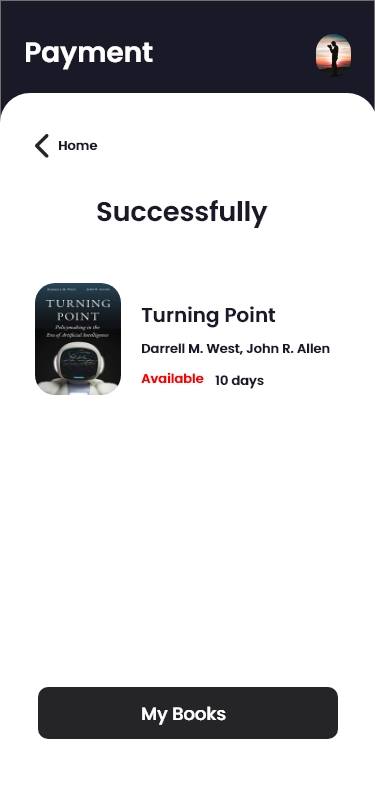 Payment
Home
Successfully
TURNING
POINT
Policymaking in the
Era of Artificial Intelligence
Turning Point
Darrell M. West, John R. Allen
Available 10 days
My Books